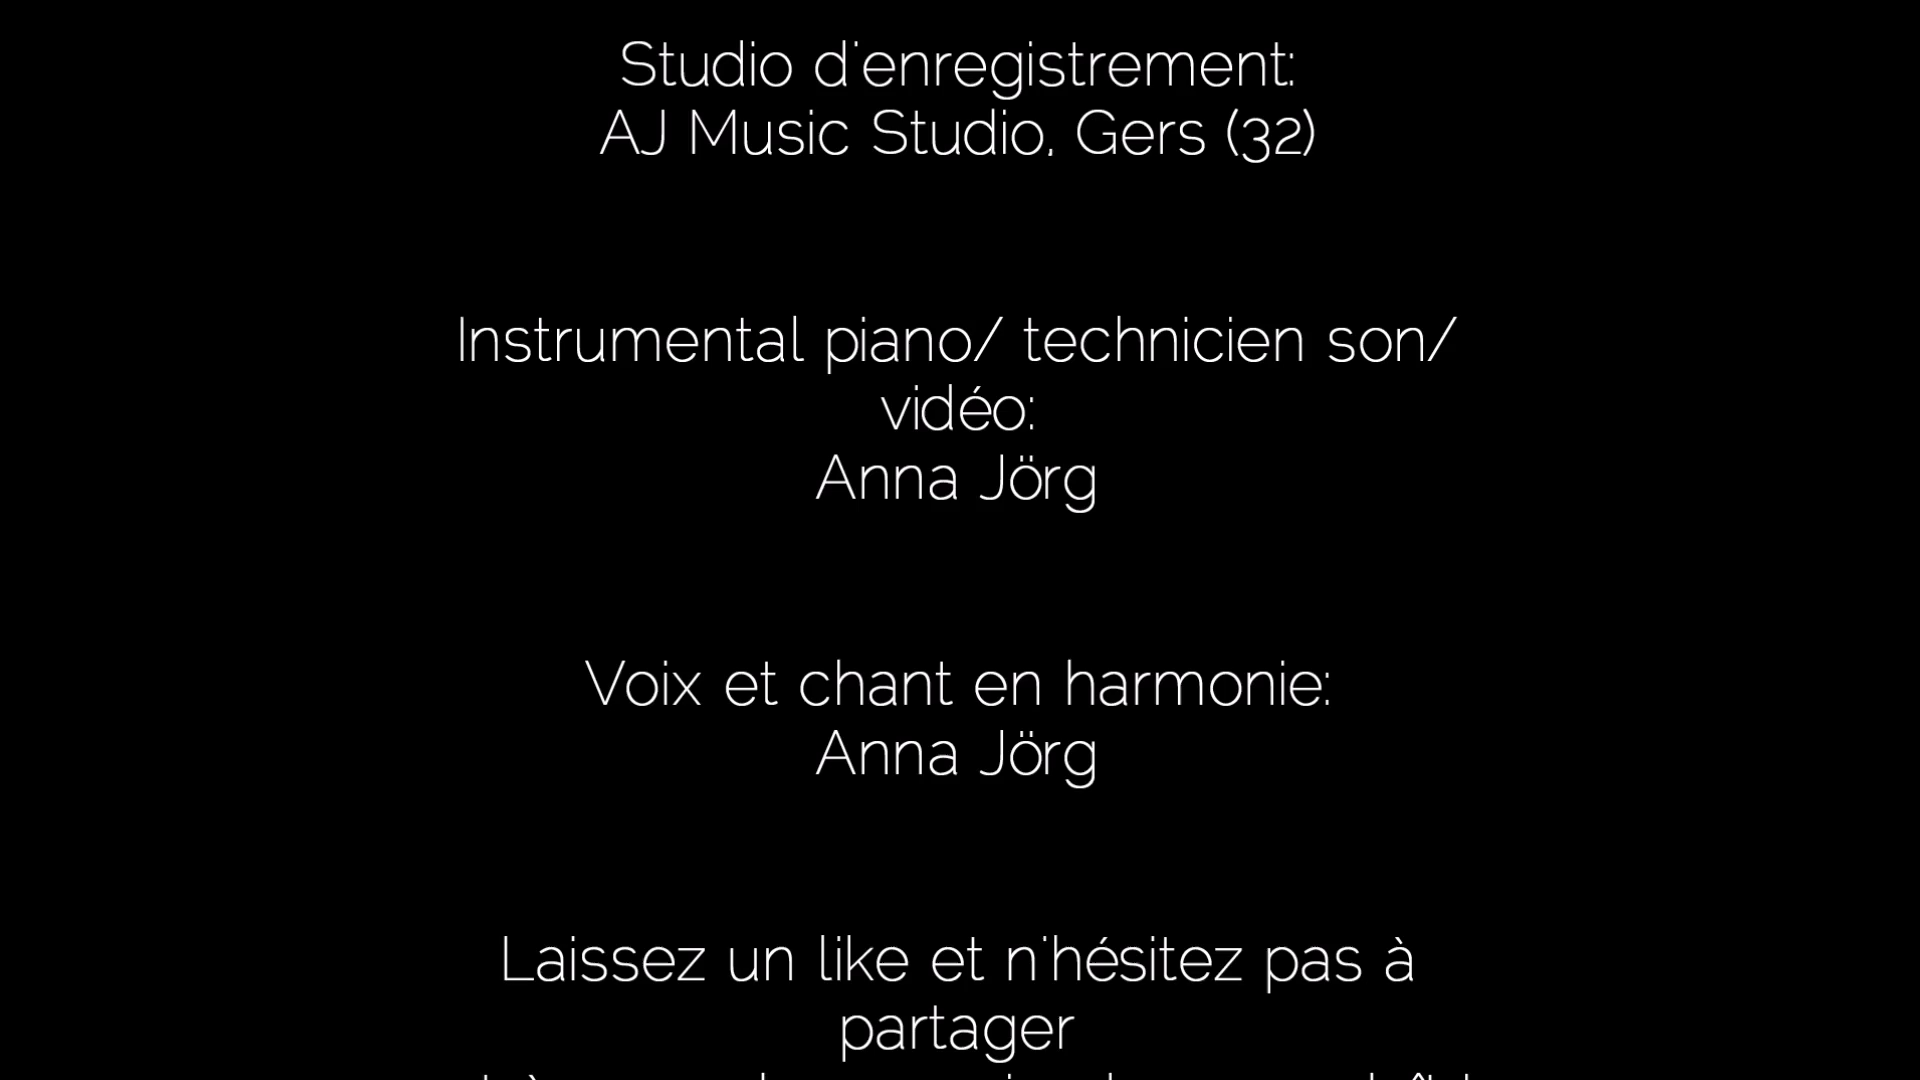 Studio d'enregistrement:
AJ Music Studio, Gers (32)
Instrumental piano/ technicien son/
vidéo:
Anna Jörg
Voix et chant en harmonie:
Anna Jörg
Laissez un like et n'hésitez pas à
partager